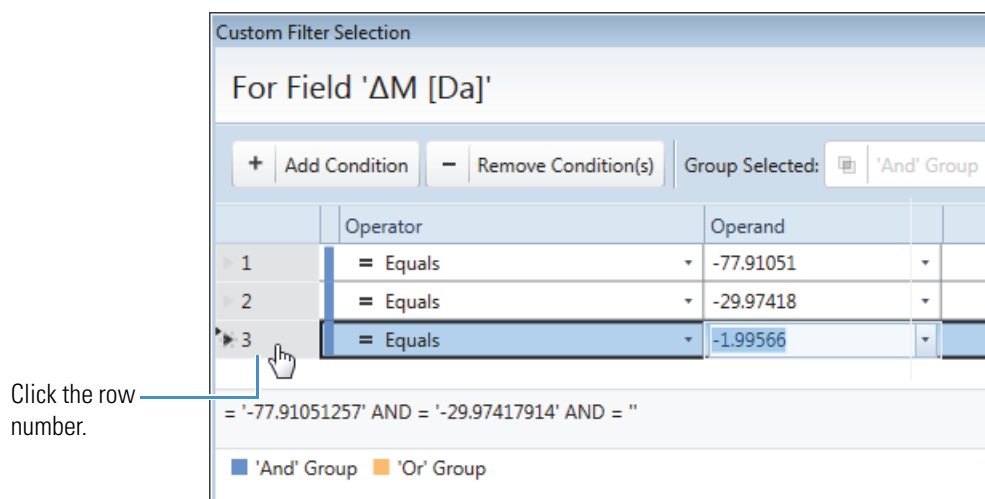 Custom Filter Selection
For Field 'ΔM [Da]'
+ Add Condition − Remove Condition(s) Group Selected: 'And' Group
Operator Operand
1 = Equals -77.91051
2 = Equals -29.97418
3 = Equals -1.99566
Click the row
number.
= '-77.91051257' AND = '-29.97417914' AND = ''
'And' Group 'Or' Group